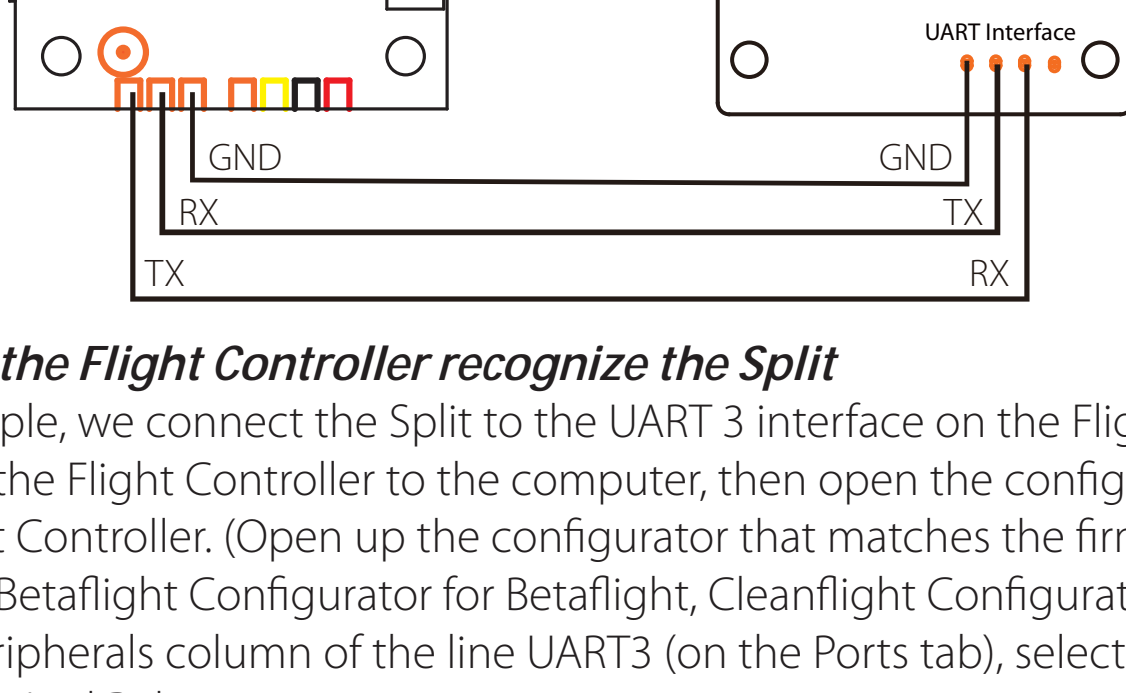 UART Interface
GND GND
RX TX
TX RX
the Flight Controller recognize the Split
ple, we connect the Split to the UART 3 interface on the Flig
the Flight Controller to the computer, then open the config
t Controller. (Open up the configurator that matches the firr
Betaflight Configurator for Betaflight, Cleanflight Configurat
ripherals column of the line UART3 (on the Ports tab), select